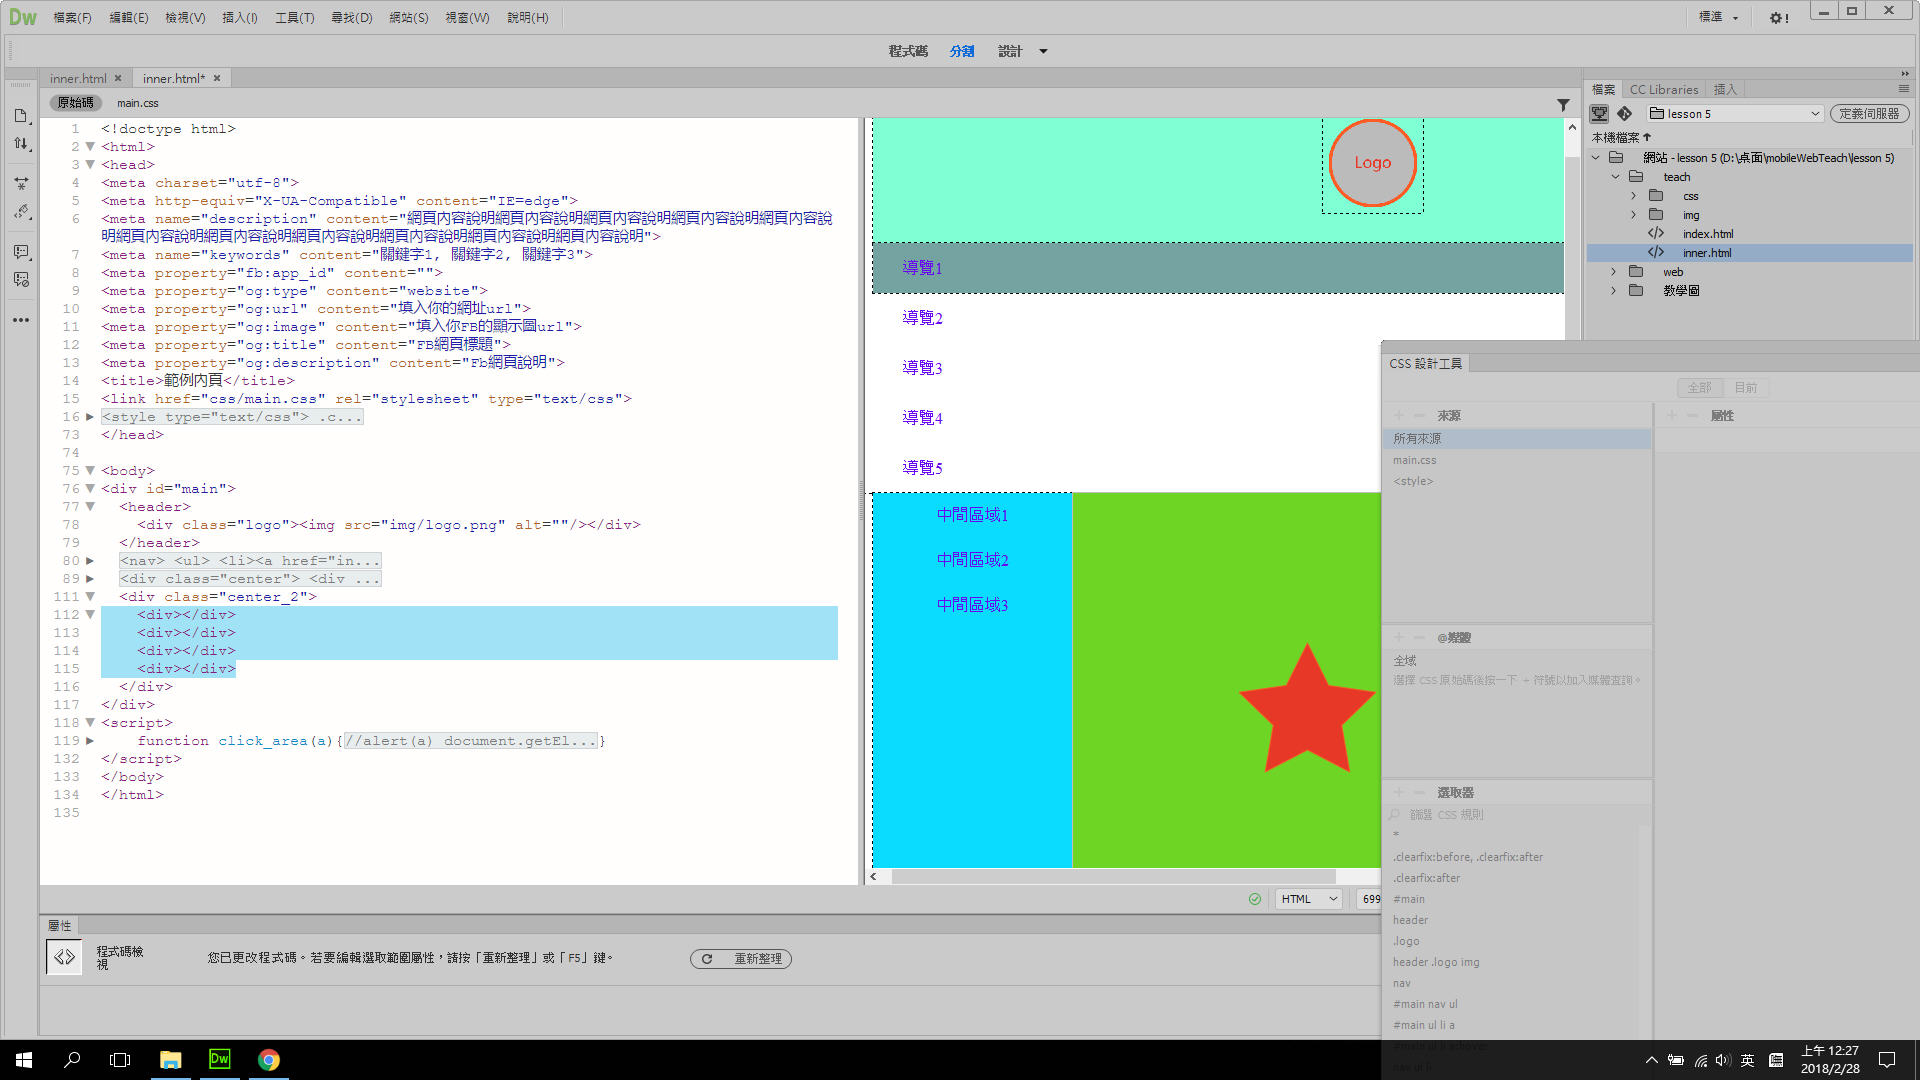 Dw 檔案(F) 編輯(E) 檢視(V) 插入(I) 工具(T) 尋找(D) 網站(S) 視窗(W) 說明(H) 標準
程式碼 分割 設計
inner.html inner.html*
原始碼 main.css
1 <!doctype html>
2 <html>
3 <head>
4 <meta charset="utf-8">
5 <meta http-equiv="X-UA-Compatible" content="IE=edge">
6 <meta name="description" content="網頁內容說明網頁內容說明網頁內容說明網頁內容說明網頁內容說
明網頁內容說明網頁內容說明網頁內容說明網頁內容說明網頁內容說明網頁內容說明">
7 <meta name="keywords" content="關鍵字1, 關鍵字2, 關鍵字3">
8 <meta property="fb:app_id" content="">
9 <meta property="og:type" content="website">
10 <meta property="og:url" content="填入你的網址url">
11 <meta property="og:image" content="填入你FB的顯示圖url">
12 <meta property="og:title" content="FB網頁標題">
13 <meta property="og:description" content="Fb網頁說明">
14 <title>範例內頁</title>
15 <link href="css/main.css" rel="stylesheet" type="text/css">
16 <style type="text/css"> .c...
73 </head>
74
75 <body>
76 <div id="main">
77 <header>
78 <div class="logo"><img src="img/logo.png" alt=""/></div>
79 </header>
80 <nav> <ul> <li><a href="in...
89 <div class="center"> <div ...
111 <div class="center_2">
112 <div></div>
113 <div></div>
114 <div></div>
115 <div></div>
116 </div>
117 </div>
118 <script>
119 function click_area(a){//alert(a) document.getEl...}
132 </script>
133 </body>
134 </html>
135
Logo
導覽1
導覽2
導覽3
導覽4
導覽5
中間區域1
中間區域2
中間區域3
HTML 699
檔案 CC Libraries 插入
lesson 5 定義伺服器
本機檔案
網站 - lesson 5 (D:\桌面\mobileWebTeach\lesson 5)
teach
css
img
index.html
inner.html
web
教學圖
CSS 設計工具
全部 目前
來源 屬性
所有來源
main.css
<style>
@媒體
全域
選擇 CSS 原始碼後按一下 + 符號以加入媒體查詢。
選取器
篩選 CSS 規則
*
.clearfix:before, .clearfix:after
.clearfix:after
#main
header
.logo
header .logo img
nav
#main nav ul
#main ul li a
屬性
程式碼檢視
您已更改程式碼。若要編輯選取範圍屬性，請按「重新整理」或「F5」鍵。 重新整理
Dw 英 上午 12:27
2018/2/28